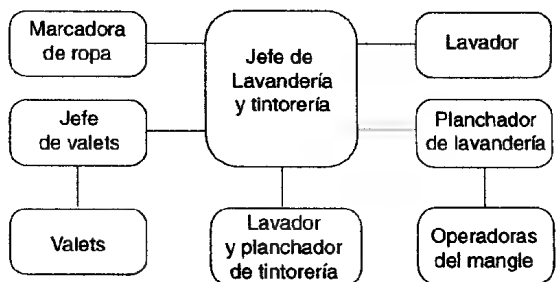 Marcadora
de ropa
Jefe de
Lavandería
y tintorería
Lavador
Jefe
de valets
Planchador
de lavandería
Valets
Lavador
y planchador
de tintorería
Operadoras
del mangle